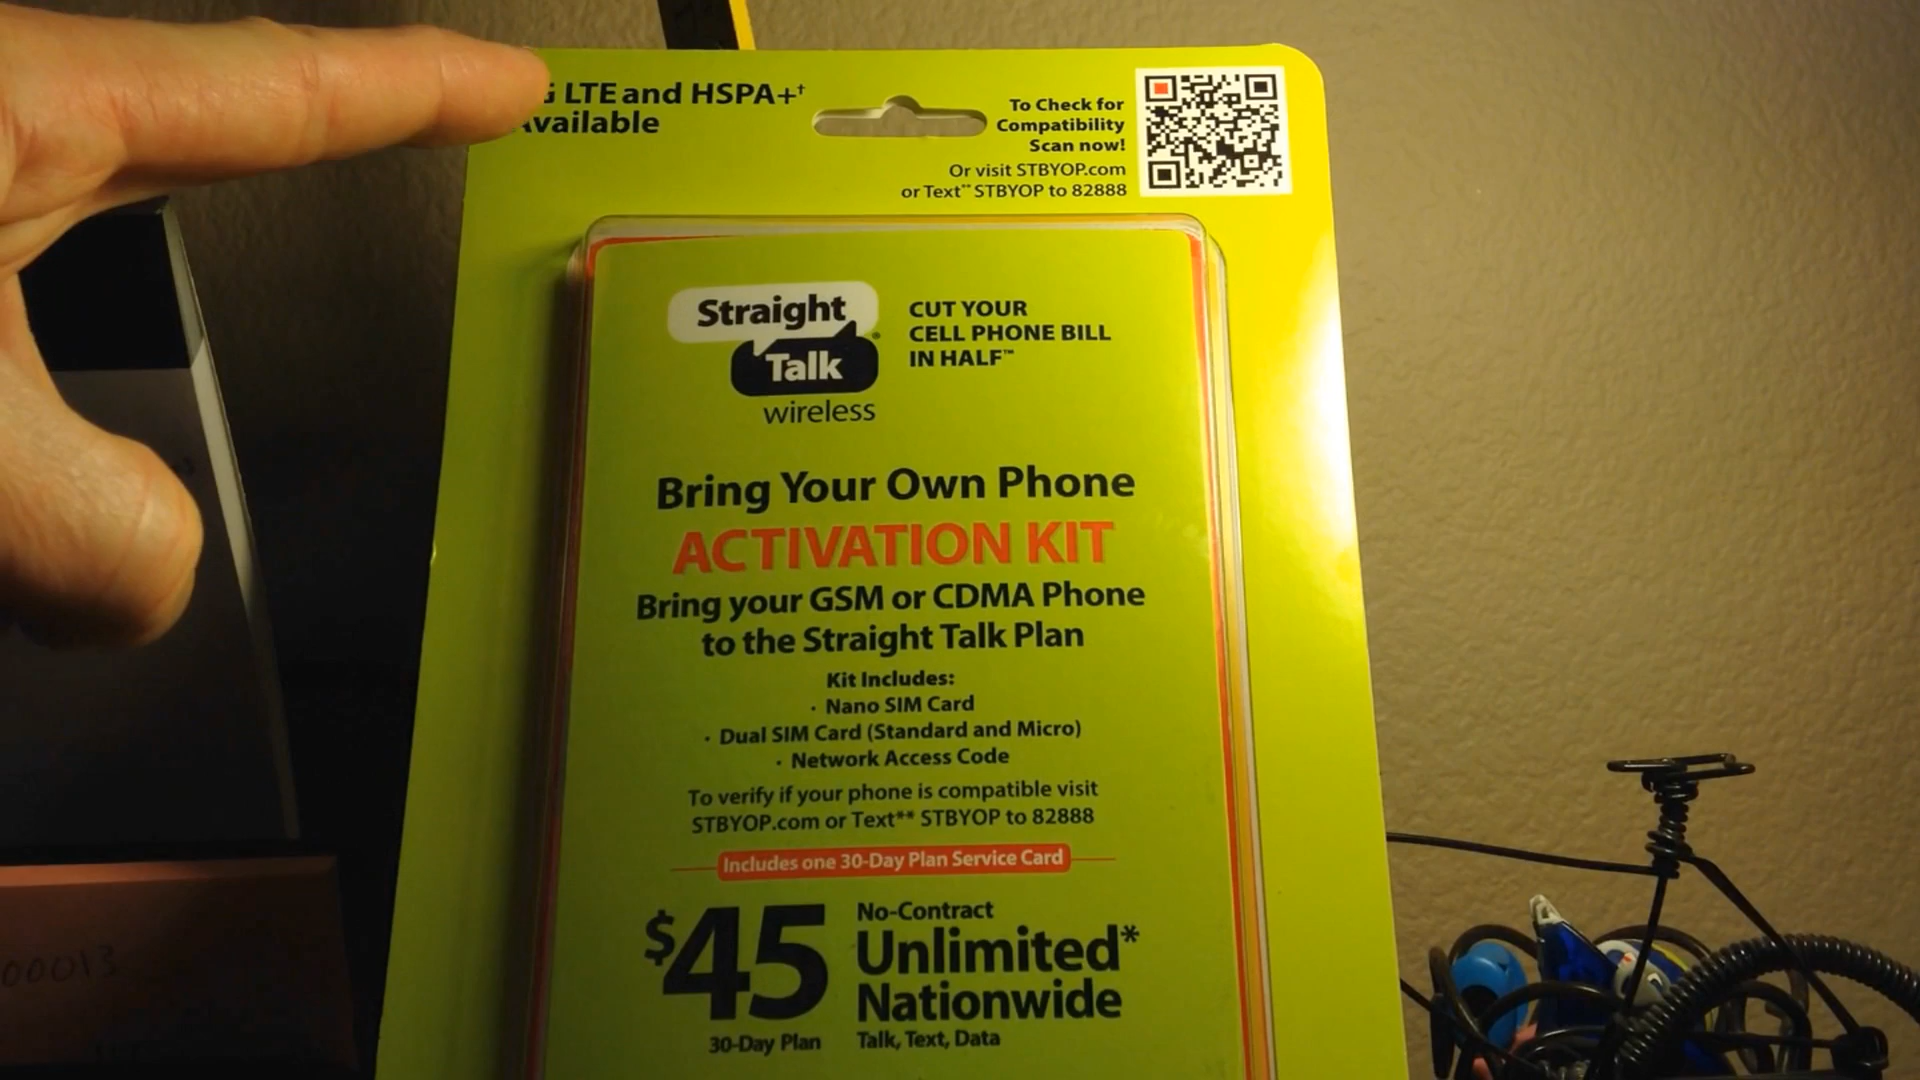 G LTE and HSPA+†
Available
To Check for
Compatibility
Scan now!
Or visit STBYOP.com
or Text** STBYOP to 82888
Straight
Talk®
wireless
CUT YOUR
CELL PHONE BILL
IN HALF™
Bring Your Own Phone
ACTIVATION KIT
Bring your GSM or CDMA Phone
to the Straight Talk Plan
Kit Includes:
· Nano SIM Card
· Dual SIM Card (Standard and Micro)
· Network Access Code
To verify if your phone is compatible visit
STBYOP.com or Text** STBYOP to 82888
Includes one 30-Day Plan Service Card
$45
30-Day Plan
No-Contract
Unlimited*
Nationwide
Talk, Text, Data
00013